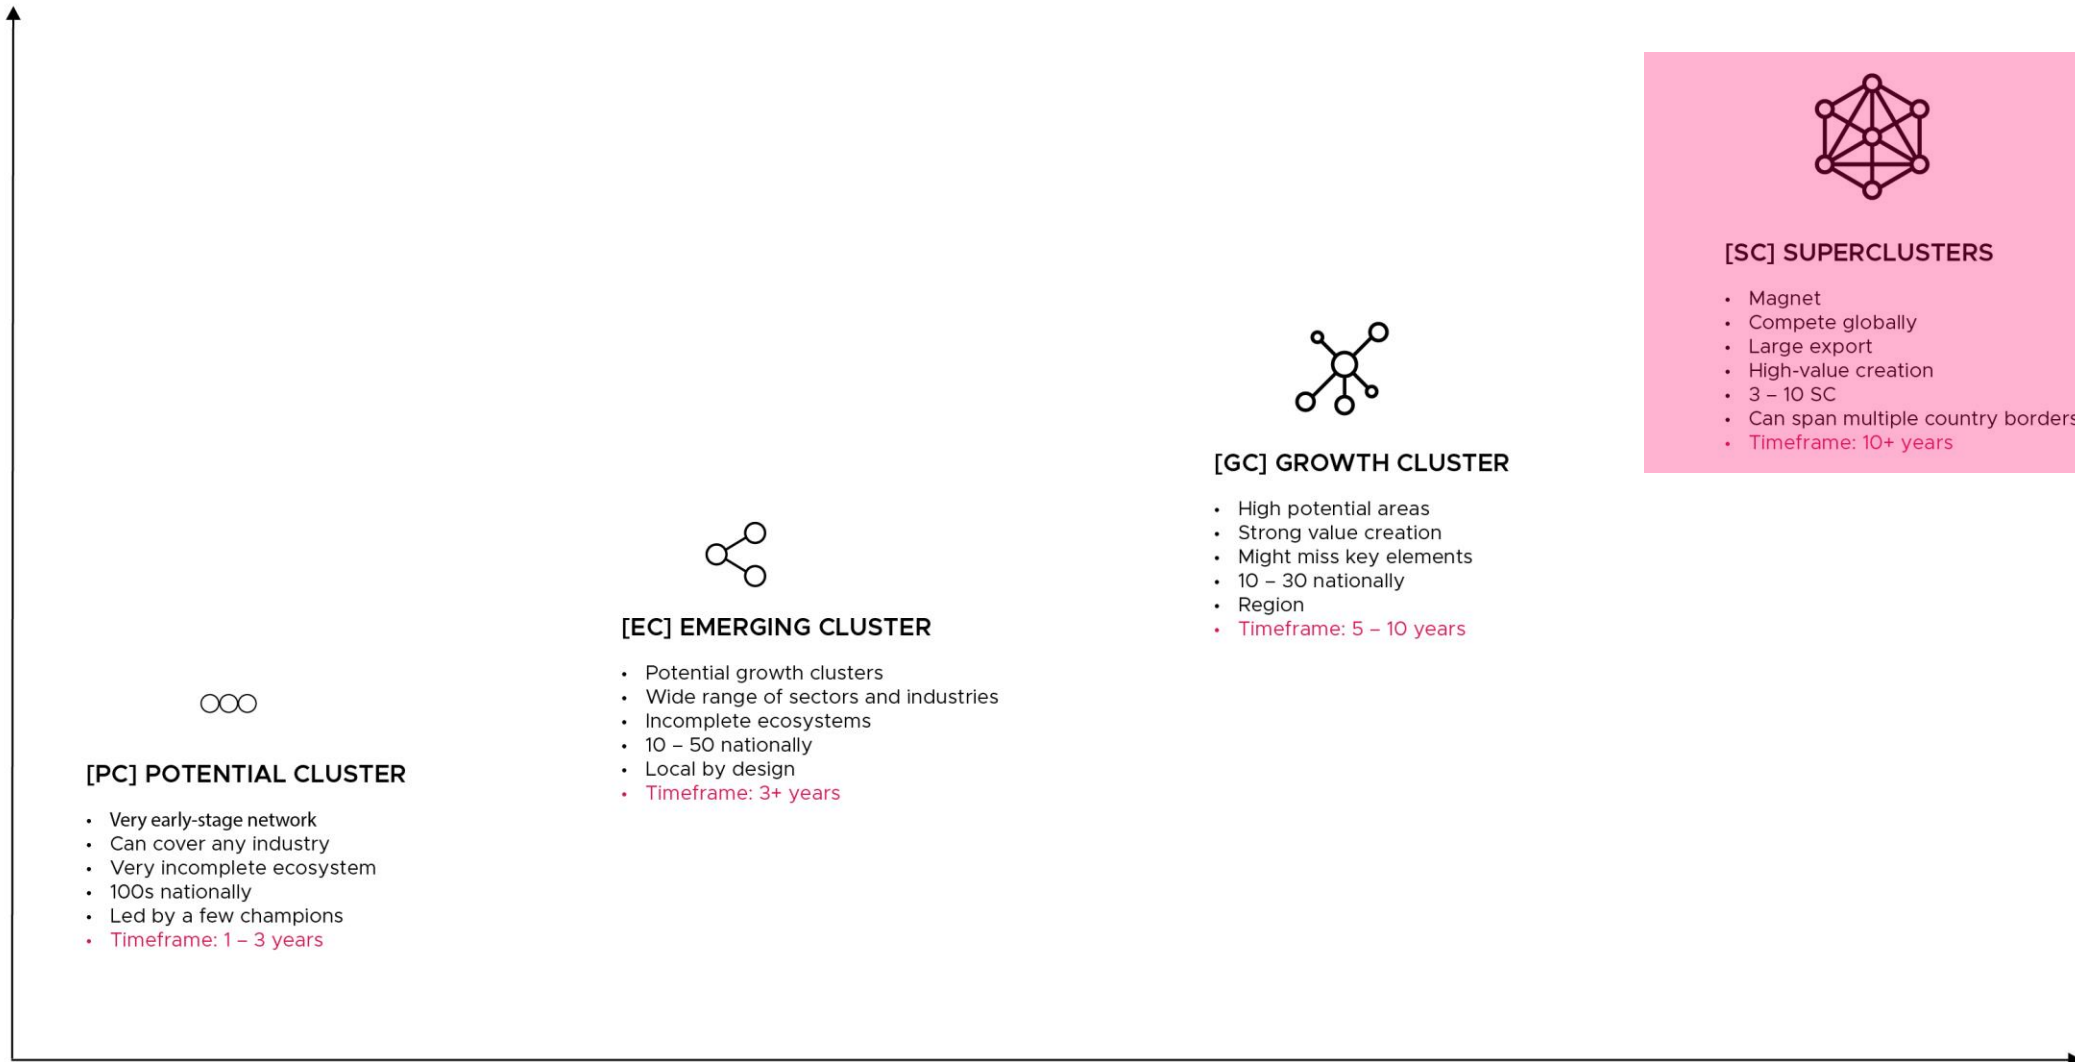 [SC] SUPERCLUSTERS
• Magnet
• Compete globally
• Large export
• High-value creation
• 3 – 10 SC
• Can span multiple country borders
• Timeframe: 10+ years
[GC] GROWTH CLUSTER
• High potential areas
• Strong value creation
• Might miss key elements
• 10 – 30 nationally
• Region
• Timeframe: 5 – 10 years
[EC] EMERGING CLUSTER
• Potential growth clusters
• Wide range of sectors and industries
• Incomplete ecosystems
• 10 – 50 nationally
• Local by design
• Timeframe: 3+ years
[PC] POTENTIAL CLUSTER
• Very early-stage network
• Can cover any industry
• Very incomplete ecosystem
• 100s nationally
• Led by a few champions
• Timeframe: 1 – 3 years